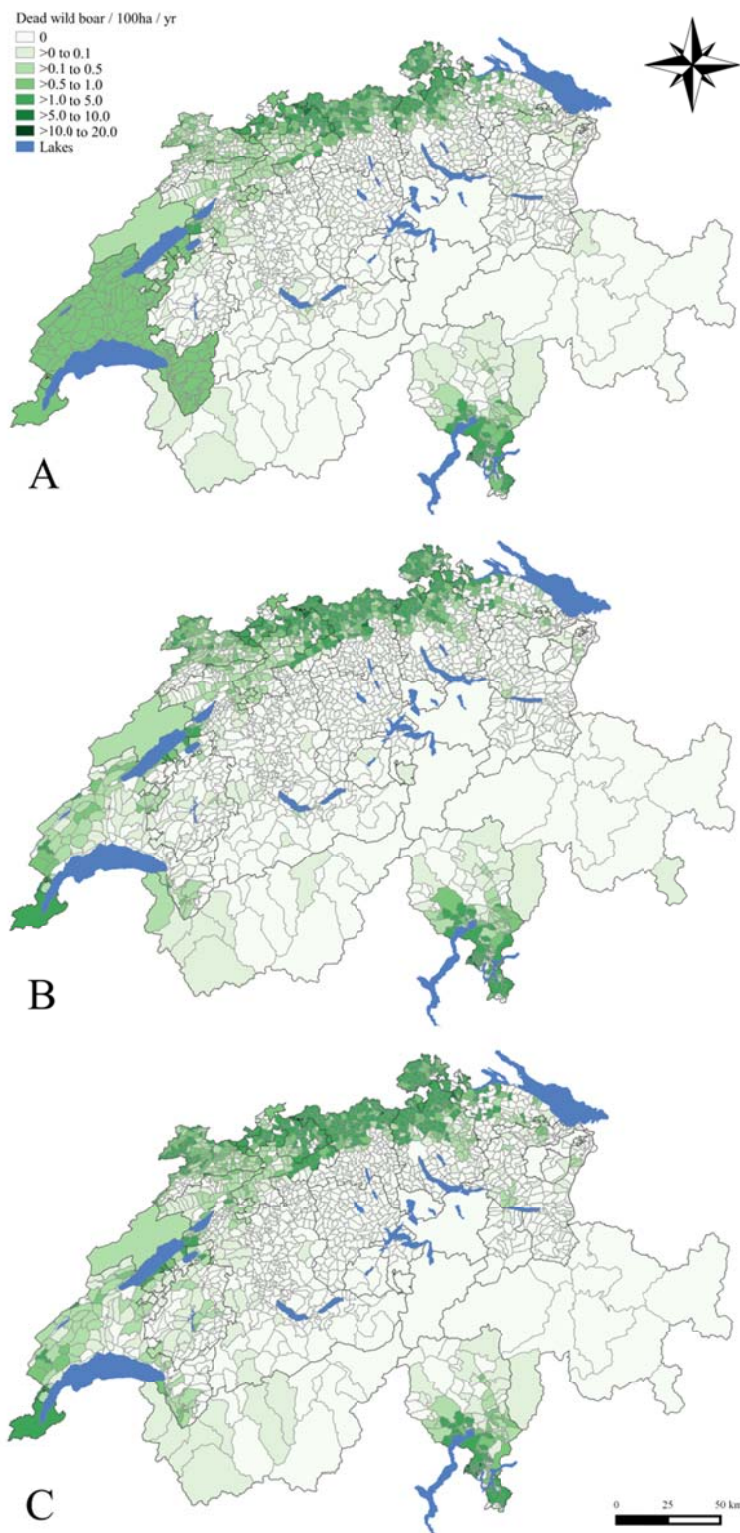 Dead wild boar / 100ha / yr
0
>0 to 0.1
>0.1 to 0.5
>0.5 to 1.0
>1.0 to 5.0
>5.0 to 10.0
>10.0 to 20.0
Lakes
A
B
C
0 25 50 km